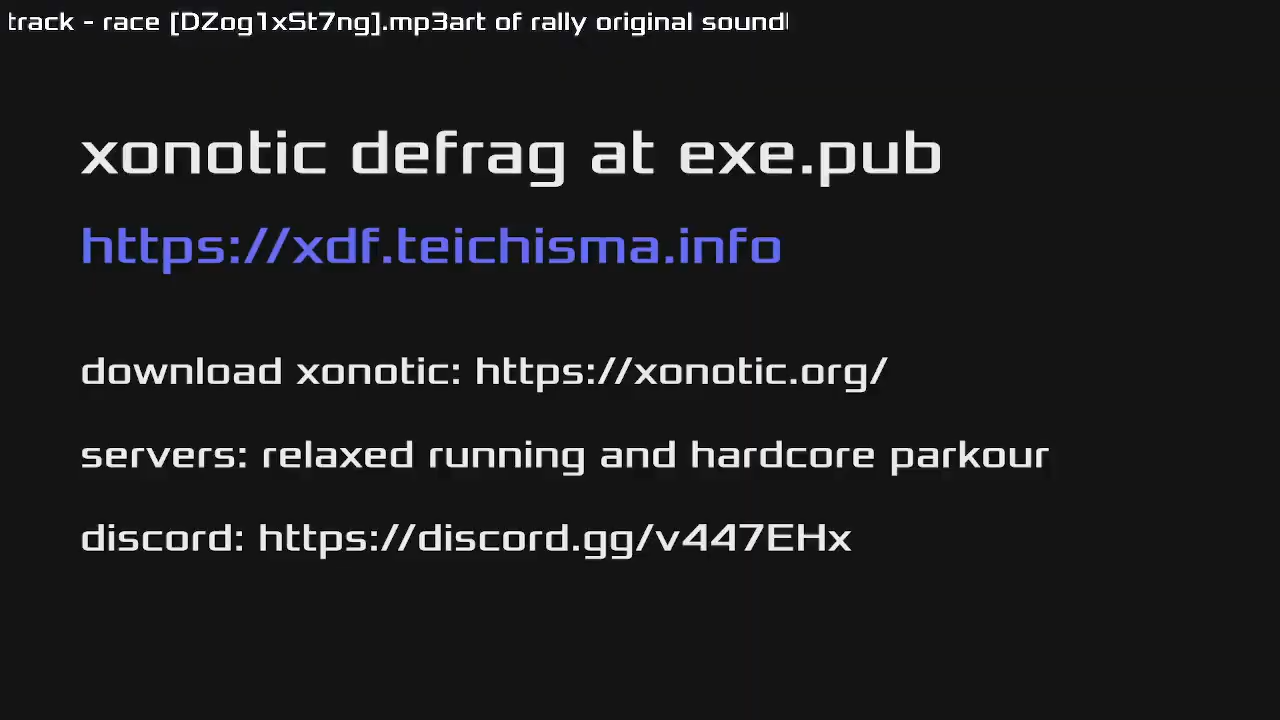 track - race [DZog1xSt7ng].mp3art of rally original sound
xonotic defrag at exe.pub
https://xdf.teichisma.info
download xonotic: https://xonotic.org/
servers: relaxed running and hardcore parkour
discord: https://discord.gg/v447EHx